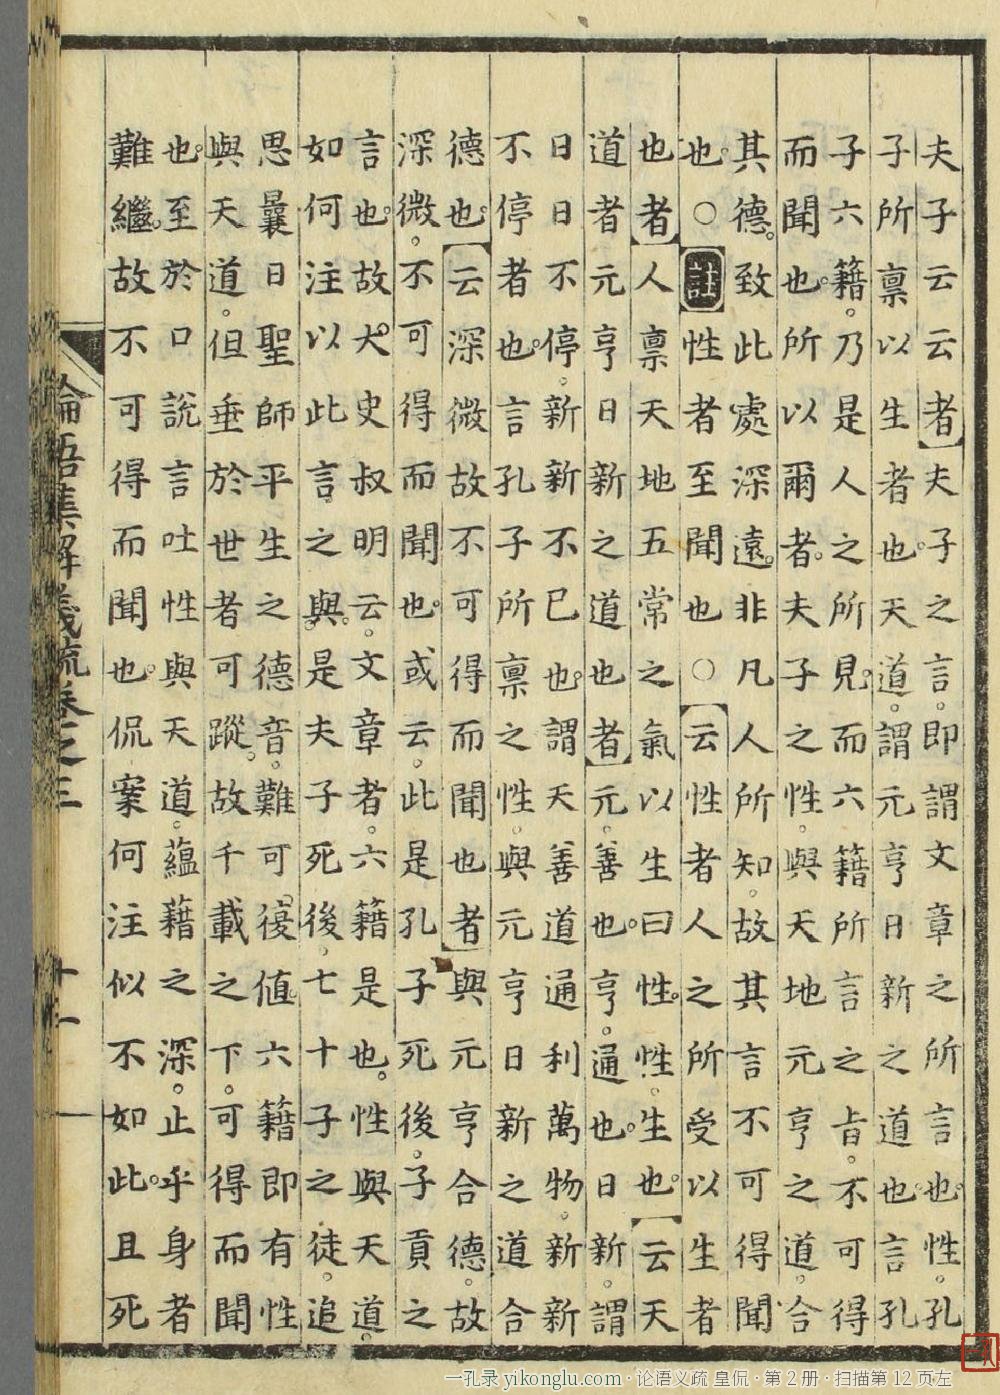 夫子云云者夫子之言。即謂文章之所言也。性。孔
子所稟以生者也。天道。謂元亨日新之道也。言孔
子六籍。乃是人之所見。而六籍所言之旨。不可得
而聞也。所以爾者。夫子之性。與天地元亨之道。合
其德。致此處深遠。非凡人所知。故其言不可得聞
也。○註性者至聞也○云性者人之所受以生者
也者人稟天地五常之氣以生曰性。性。生也。云天
道者元亨日新之道也者元。善也。亨。通也。日新。謂
日日不停。新新不已也。謂天善道通利萬物。新新
不停者也。言孔子所稟之性。與元亨日新之道合
德也。云深微故不可得而聞也者與元亨合德。故
深微。不可得而聞也。或云。此是孔子死後。子貢之
言也。故大史叔明云。文章者。六籍是也。性與天道。
如何注以此言。之與。是夫子死後。七十子之徒。追
思曩日聖師平生之德音。難可復值。六籍即有性
與天道。但垂於世者可蹤。故千載之下。可得而聞
也。至於口說言吐性與天道。蘊藉之深。止乎身者
難繼。故不可得而聞也。侃案何注似不如此。且死
論語集解義疏卷之三
十一
一孔录 yikonglu.com · 论语义疏 皇侃 · 第 2 册 · 扫描第 12 页左